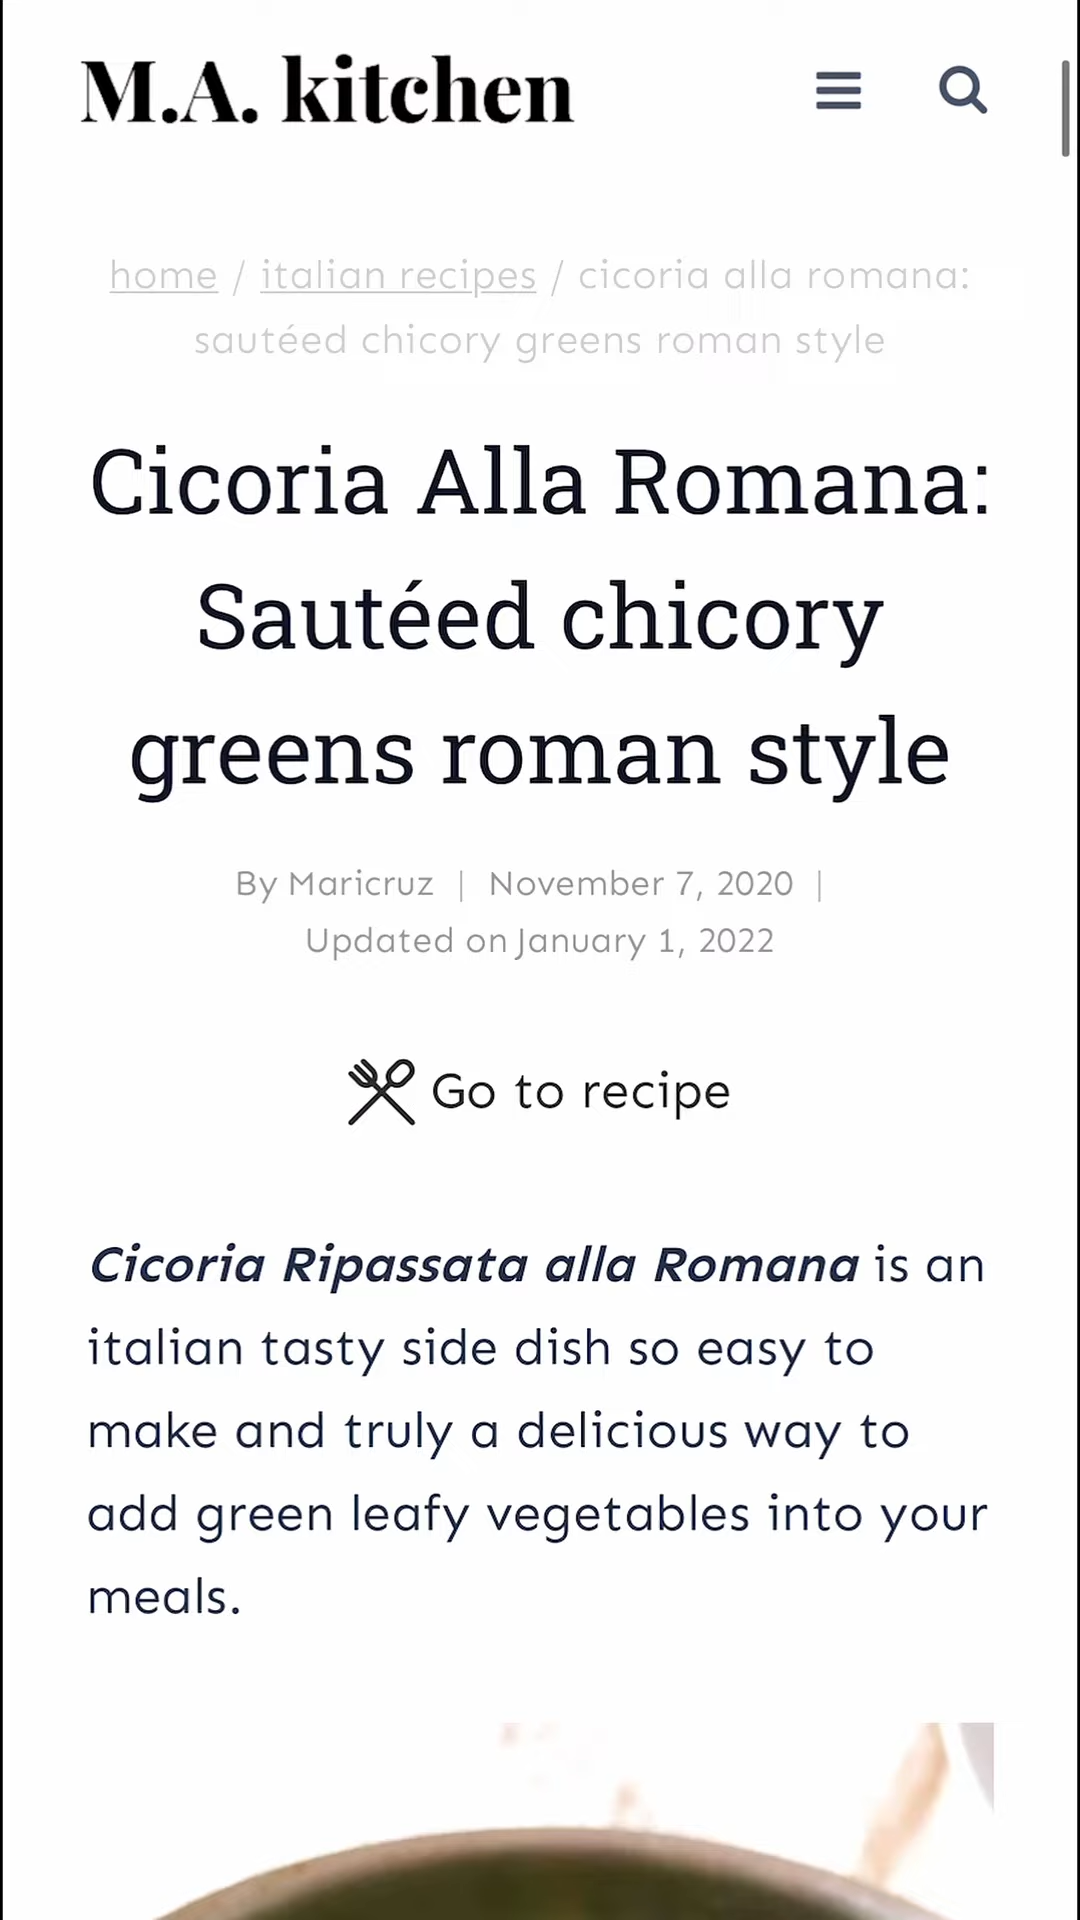 M.A. kitchen
home / italian recipes / cicoria alla romana:
sautéed chicory greens roman style
Cicoria Alla Romana:
Sautéed chicory
greens roman style
By Maricruz | November 7, 2020 |
Updated on January 1, 2022
Go to recipe
Cicoria Ripassata alla Romana is an
italian tasty side dish so easy to
make and truly a delicious way to
add green leafy vegetables into your
meals.